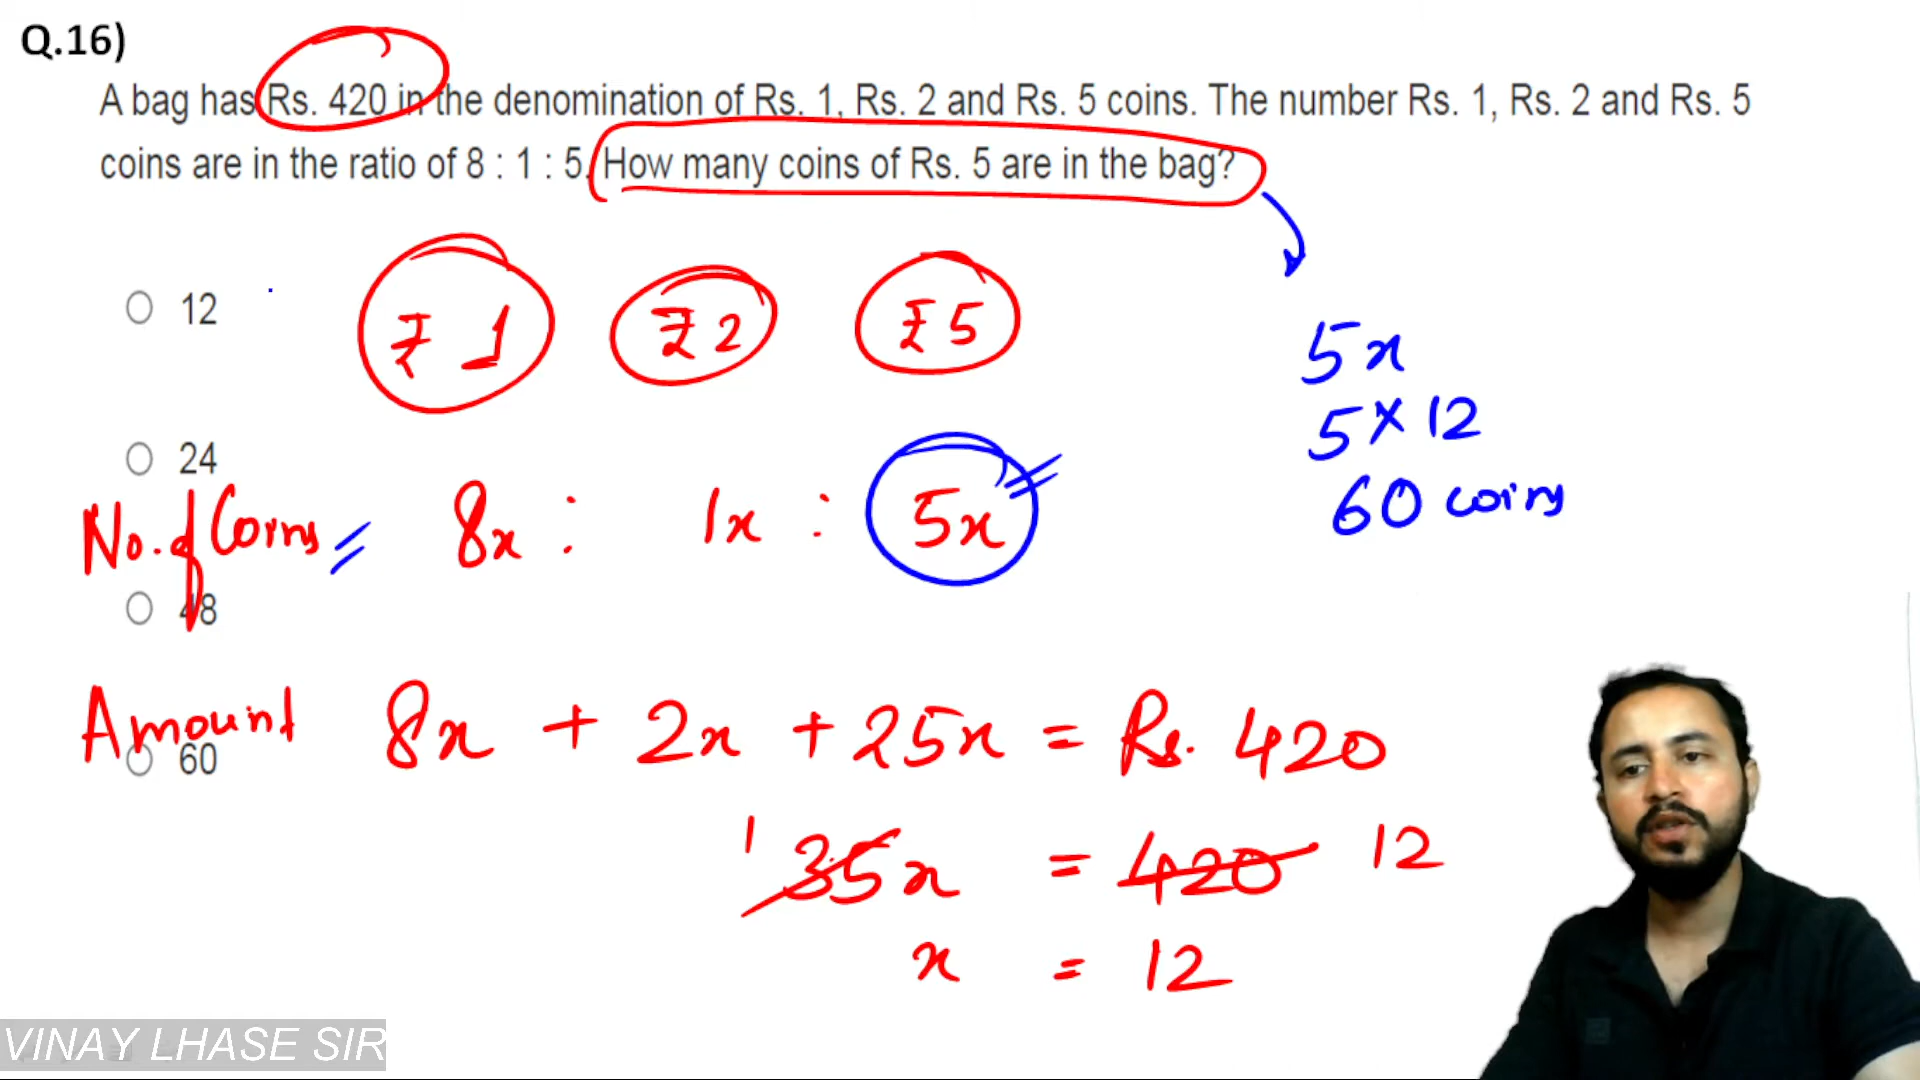 Q.16)
A bag has Rs. 420 in the denomination of Rs. 1, Rs. 2 and Rs. 5 coins. The number Rs. 1, Rs. 2 and Rs. 5
coins are in the ratio of 8 : 1 : 5. How many coins of Rs. 5 are in the bag?
12
₹ 1 ₹ 2 ₹ 5
5x
5 × 12
24
60 coins
No. of Coins = 8x : 1x : 5x
48
Amount 8x + 2x + 25x = Rs. 420
60
1 35x = 420 12
x = 12
VINAY LHASE SIR